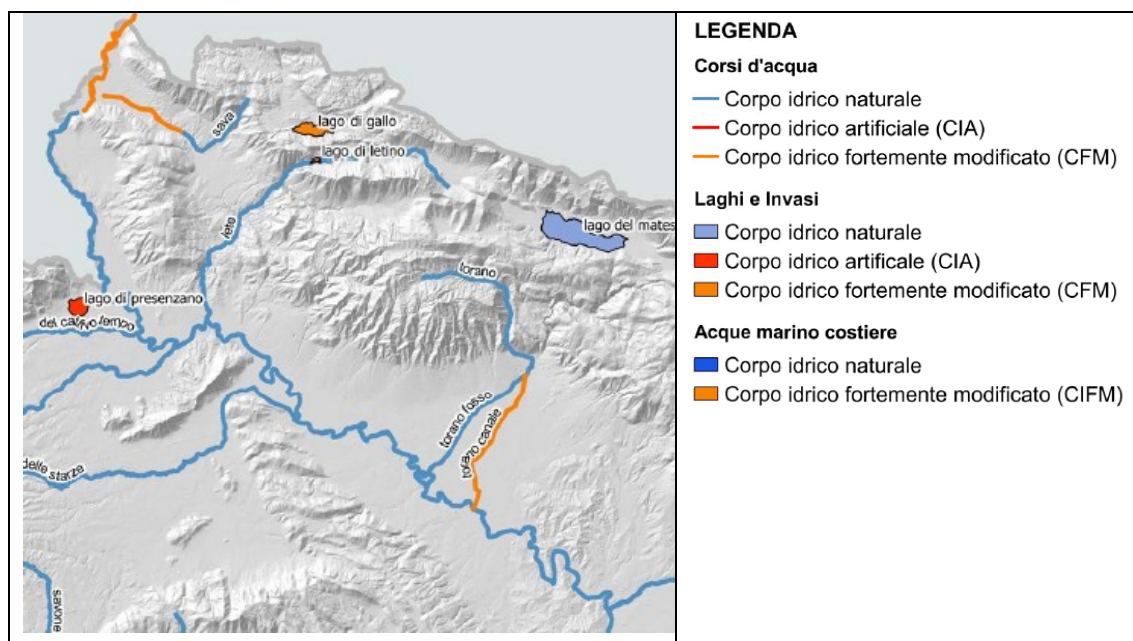 sava
lago di gallo
lago di letino
lete
lago del mates
torano
lago di presenzano
del cattivo tempo
torano fosso
torano canale
delle starze
savone
LEGENDA
Corsi d'acqua
Corpo idrico naturale
Corpo idrico artificiale (CIA)
Corpo idrico fortemente modificato (CFM)
Laghi e Invasi
Corpo idrico naturale
Corpo idrico artificale (CIA)
Corpo idrico fortemente modificato (CFM)
Acque marino costiere
Corpo idrico naturale
Corpo idrico fortemente modificato (CIFM)